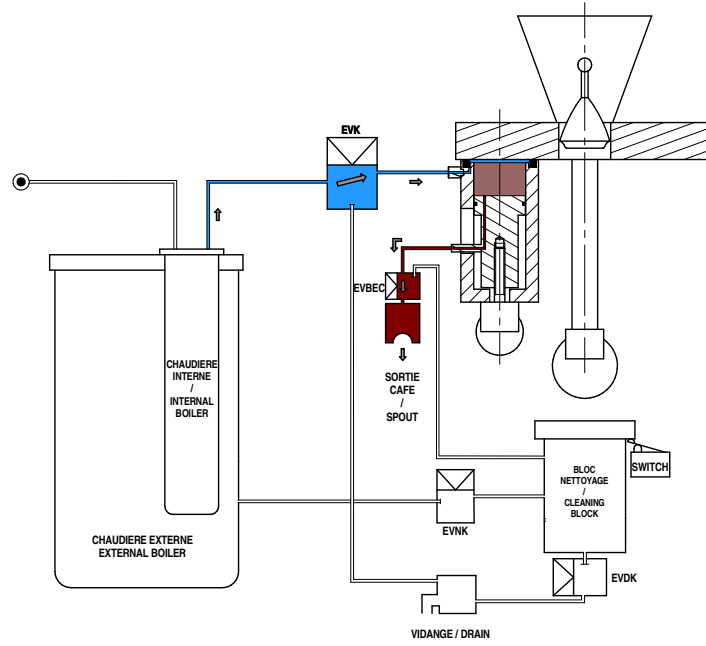 EVK
EVBEC
CHAUDIERE
INTERNE
/
INTERNAL
BOILER
SORTIE
CAFE
/
SPOUT
SWITCH
BLOC
NETTOYAGE
/
CLEANING
BLOCK
EVNK
CHAUDIERE EXTERNE
EXTERNAL BOILER
EVDK
VIDANGE / DRAIN